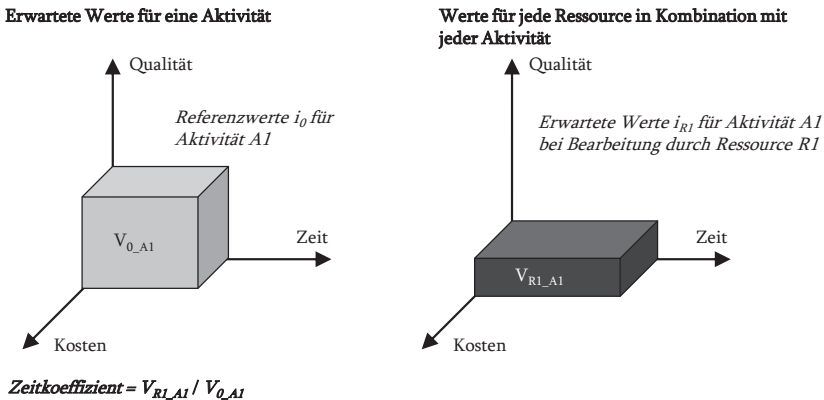 Erwartete Werte für eine Aktivität
Qualität
Referenzwerte i0 für
Aktivität A1
V0_A1
Zeit
Kosten
Zeitkoeffizient = VR1_A1 / V0_A1
Werte für jede Ressource in Kombination mit
jeder Aktivität
Qualität
Erwartete Werte iR1 für Aktivität A1
bei Bearbeitung durch Ressource R1
Zeit
VR1_A1
Kosten